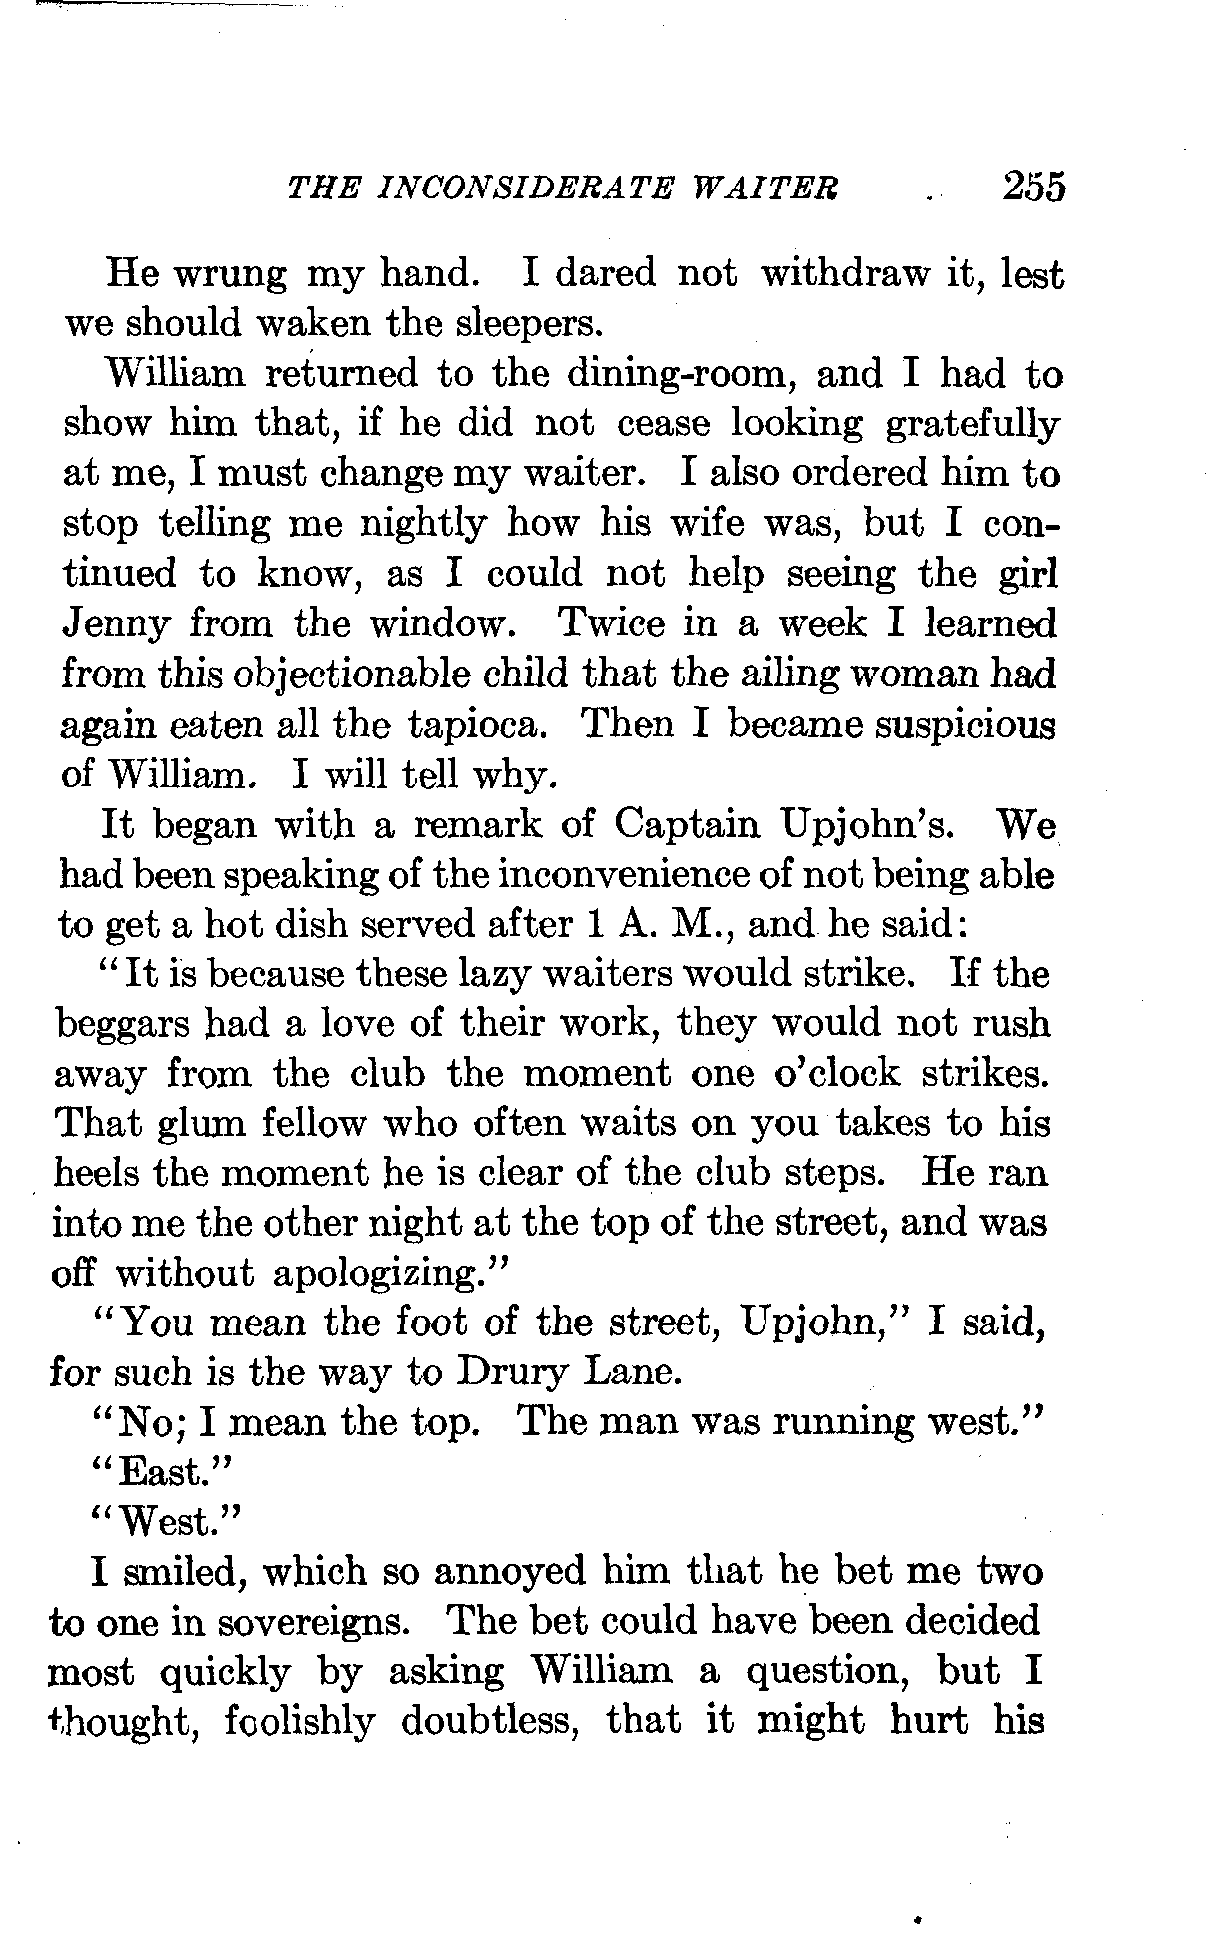 THE INCONSIDERATE WAITER 255
He wrung my hand. I dared not withdraw it, lest
we should waken the sleepers.
William returned to the dining-room, and I had to
show him that, if he did not cease looking gratefully
at me, I must change my waiter. I also ordered him to
stop telling me nightly how his wife was, but I con-
tinued to know, as I could not help seeing the girl
Jenny from the window. Twice in a week I learned
from this objectionable child that the ailing woman had
again eaten all the tapioca. Then I became suspicious
of William. I will tell why.
It began with a remark of Captain Upjohn's. We
had been speaking of the inconvenience of not being able
to get a hot dish served after 1 A. M., and he said:
"It is because these lazy waiters would strike. If the
beggars had a love of their work, they would not rush
away from the club the moment one o'clock strikes.
That glum fellow who often waits on you takes to his
heels the moment he is clear of the club steps. He ran
into me the other night at the top of the street, and was
off without apologizing."
"You mean the foot of the street, Upjohn," I said,
for such is the way to Drury Lane.
"No; I mean the top. The man was running west."
"East."
"West."
I smiled, which so annoyed him that he bet me two
to one in sovereigns. The bet could have been decided
most quickly by asking William a question, but I
thought, foolishly doubtless, that it might hurt his